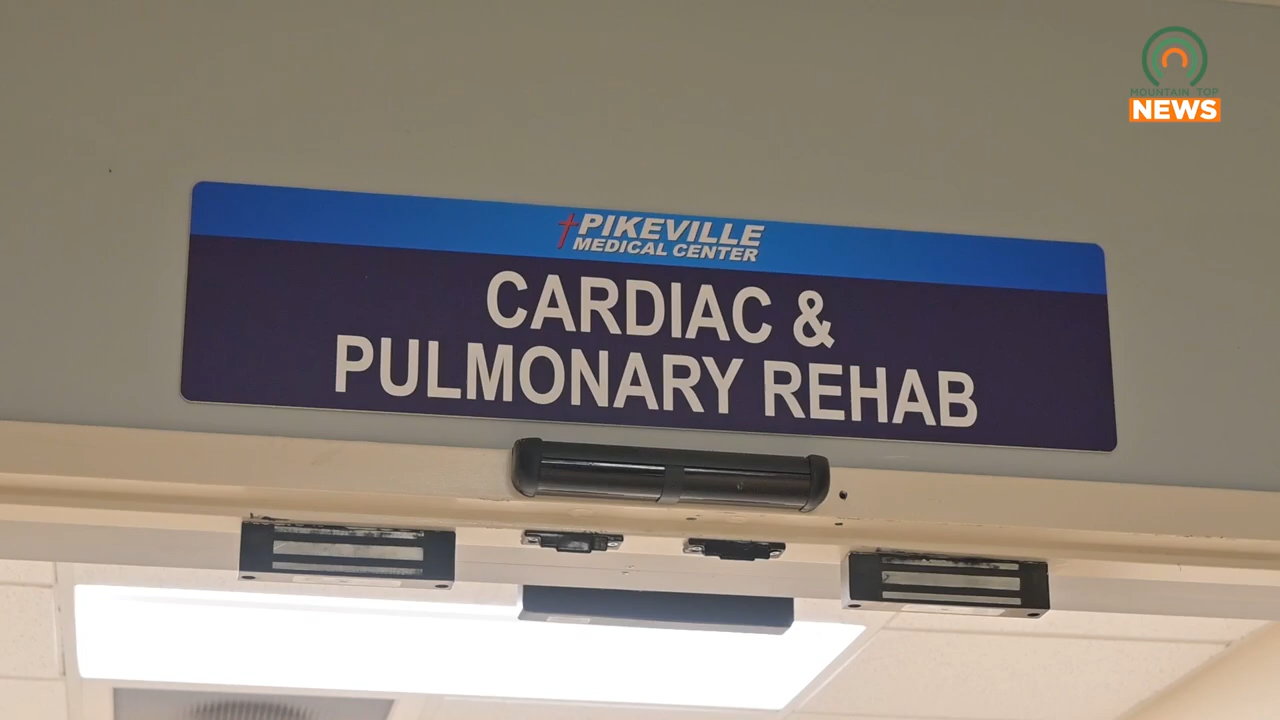 MOUNTAIN TOP
NEWS
PIKEVILLE
MEDICAL CENTER
CARDIAC &
PULMONARY REHAB